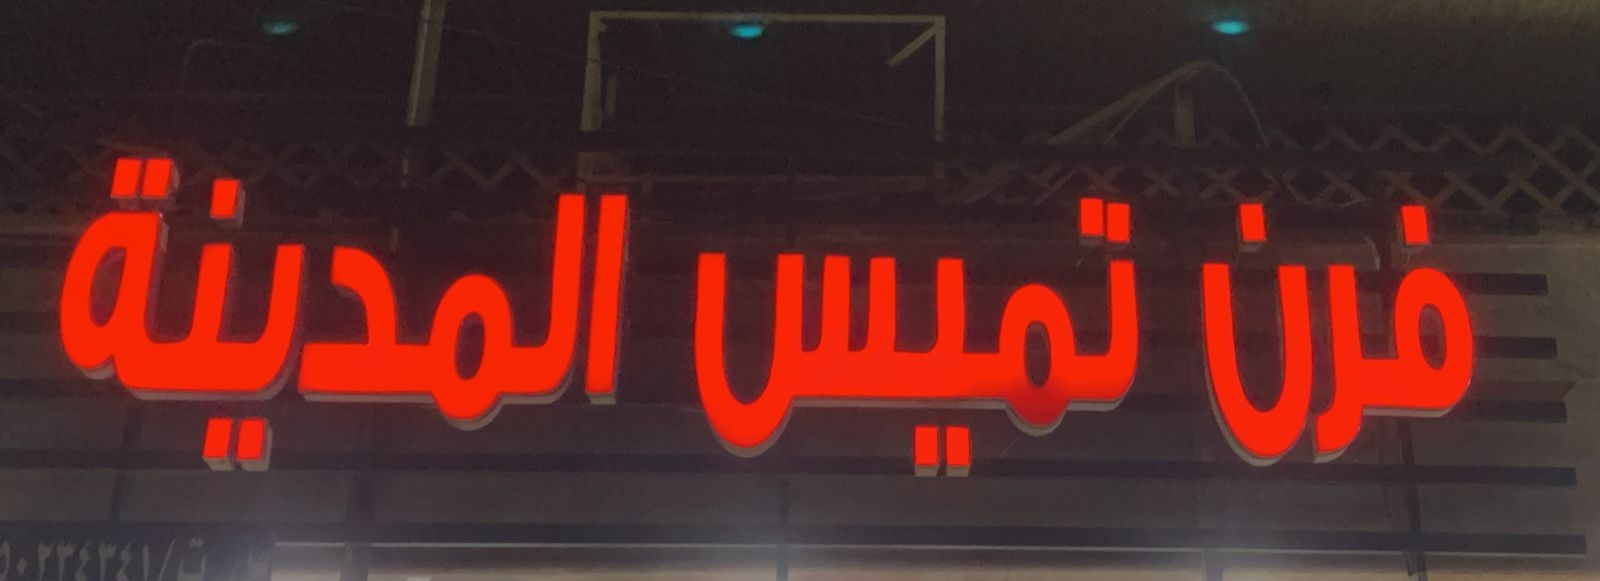 فرن تميس المدينة